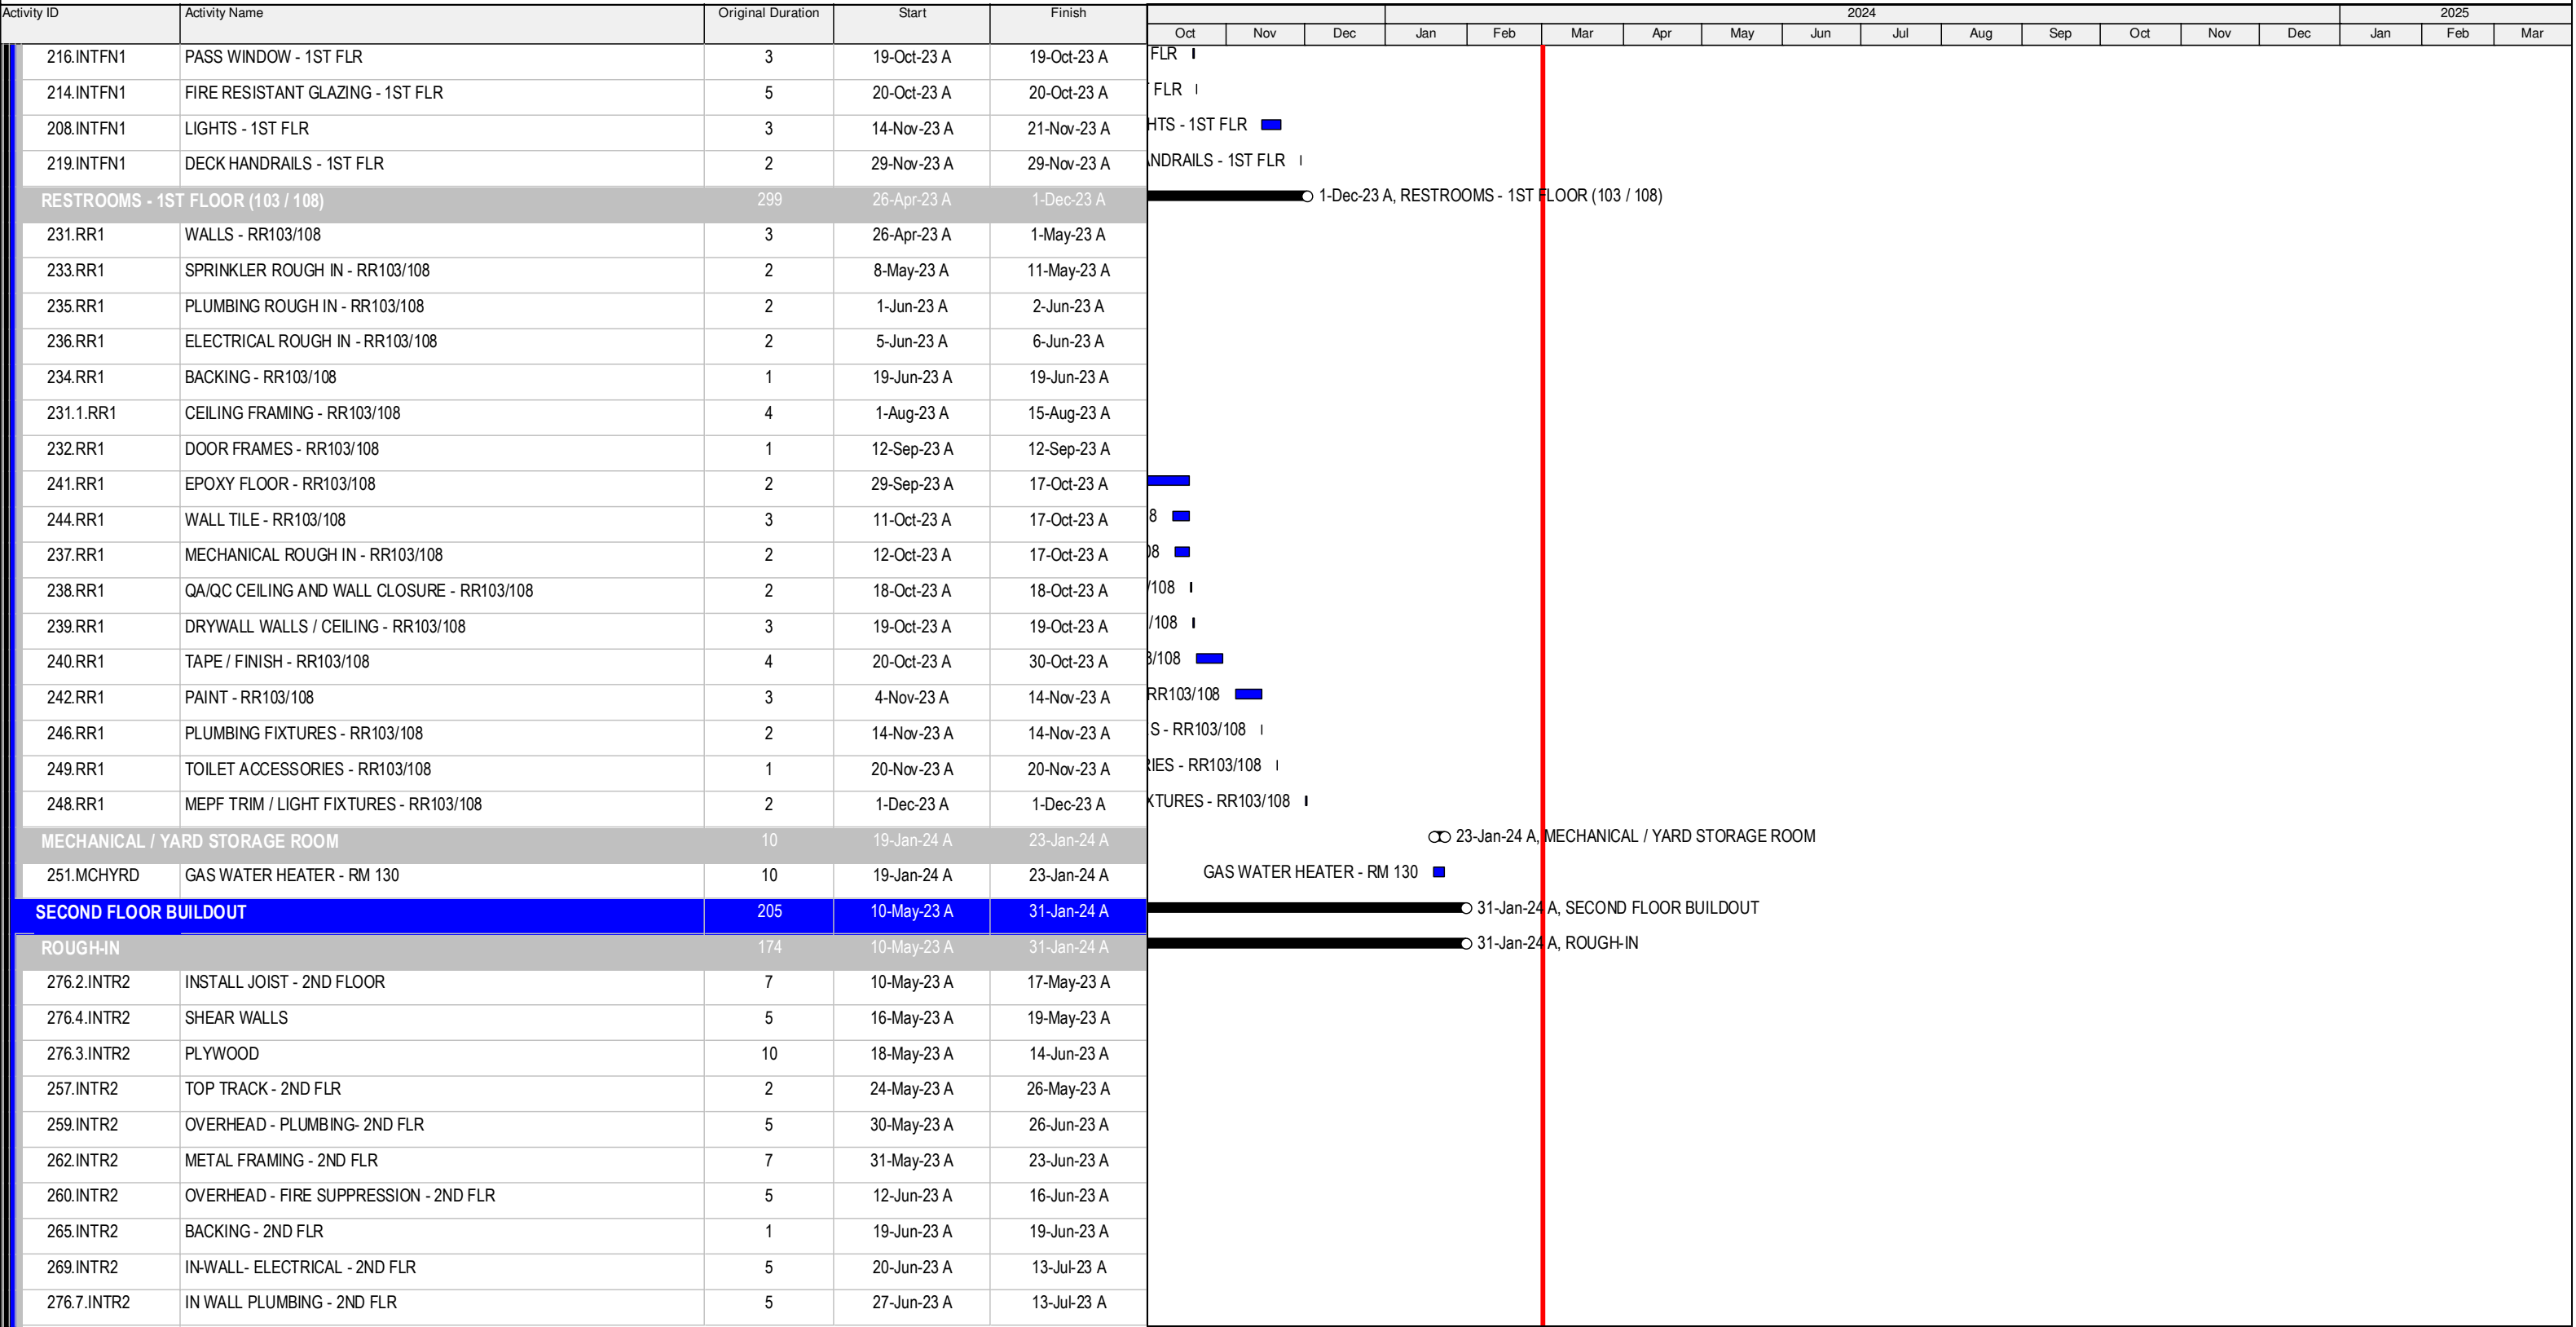 Activity ID Activity Name Original Duration Start Finish 2024 2025
Oct Nov Dec Jan Feb Mar Apr May Jun Jul Aug Sep Oct Nov Dec Jan Feb Mar
216.INTFN1 PASS WINDOW - 1ST FLR 3 19-Oct-23 A 19-Oct-23 A FLR
214.INTFN1 FIRE RESISTANT GLAZING - 1ST FLR 5 20-Oct-23 A 20-Oct-23 A FLR
208.INTFN1 LIGHTS - 1ST FLR 3 14-Nov-23 A 21-Nov-23 A HTS - 1ST FLR
219.INTFN1 DECK HANDRAILS - 1ST FLR 2 29-Nov-23 A 29-Nov-23 A ANDRAILS - 1ST FLR
RESTROOMS - 1ST FLOOR (103 / 108) 299 26-Apr-23 A 1-Dec-23 A 1-Dec-23 A, RESTROOMS - 1ST FLOOR (103 / 108)
231.RR1 WALLS - RR103/108 3 26-Apr-23 A 1-May-23 A
233.RR1 SPRINKLER ROUGH IN - RR103/108 2 8-May-23 A 11-May-23 A
235.RR1 PLUMBING ROUGH IN - RR103/108 2 1-Jun-23 A 2-Jun-23 A
236.RR1 ELECTRICAL ROUGH IN - RR103/108 2 5-Jun-23 A 6-Jun-23 A
234.RR1 BACKING - RR103/108 1 19-Jun-23 A 19-Jun-23 A
231.1.RR1 CEILING FRAMING - RR103/108 4 1-Aug-23 A 15-Aug-23 A
232.RR1 DOOR FRAMES - RR103/108 1 12-Sep-23 A 12-Sep-23 A
241.RR1 EPOXY FLOOR - RR103/108 2 29-Sep-23 A 17-Oct-23 A
244.RR1 WALL TILE - RR103/108 3 11-Oct-23 A 17-Oct-23 A 8
237.RR1 MECHANICAL ROUGH IN - RR103/108 2 12-Oct-23 A 17-Oct-23 A 08
238.RR1 QA/QC CEILING AND WALL CLOSURE - RR103/108 2 18-Oct-23 A 18-Oct-23 A /108
239.RR1 DRYWALL WALLS / CEILING - RR103/108 3 19-Oct-23 A 19-Oct-23 A /108
240.RR1 TAPE / FINISH - RR103/108 4 20-Oct-23 A 30-Oct-23 A 3/108
242.RR1 PAINT - RR103/108 3 4-Nov-23 A 14-Nov-23 A RR103/108
246.RR1 PLUMBING FIXTURES - RR103/108 2 14-Nov-23 A 14-Nov-23 A S - RR103/108
249.RR1 TOILET ACCESSORIES - RR103/108 1 20-Nov-23 A 20-Nov-23 A RIES - RR103/108
248.RR1 MEPF TRIM / LIGHT FIXTURES - RR103/108 2 1-Dec-23 A 1-Dec-23 A XTURES - RR103/108
MECHANICAL / YARD STORAGE ROOM 10 19-Jan-24 A 23-Jan-24 A 23-Jan-24 A, MECHANICAL / YARD STORAGE ROOM
251.MCHYRD GAS WATER HEATER - RM 130 10 19-Jan-24 A 23-Jan-24 A GAS WATER HEATER - RM 130
SECOND FLOOR BUILDOUT 205 10-May-23 A 31-Jan-24 A 31-Jan-24 A, SECOND FLOOR BUILDOUT
ROUGH-IN 174 10-May-23 A 31-Jan-24 A 31-Jan-24 A, ROUGH-IN
276.2.INTR2 INSTALL JOIST - 2ND FLOOR 7 10-May-23 A 17-May-23 A
276.4.INTR2 SHEAR WALLS 5 16-May-23 A 19-May-23 A
276.3.INTR2 PLYWOOD 10 18-May-23 A 14-Jun-23 A
257.INTR2 TOP TRACK - 2ND FLR 2 24-May-23 A 26-May-23 A
259.INTR2 OVERHEAD - PLUMBING- 2ND FLR 5 30-May-23 A 26-Jun-23 A
262.INTR2 METAL FRAMING - 2ND FLR 7 31-May-23 A 23-Jun-23 A
260.INTR2 OVERHEAD - FIRE SUPPRESSION - 2ND FLR 5 12-Jun-23 A 16-Jun-23 A
265.INTR2 BACKING - 2ND FLR 1 19-Jun-23 A 19-Jun-23 A
269.INTR2 IN-WALL- ELECTRICAL - 2ND FLR 5 20-Jun-23 A 13-Jul-23 A
276.7.INTR2 IN WALL PLUMBING - 2ND FLR 5 27-Jun-23 A 13-Jul-23 A